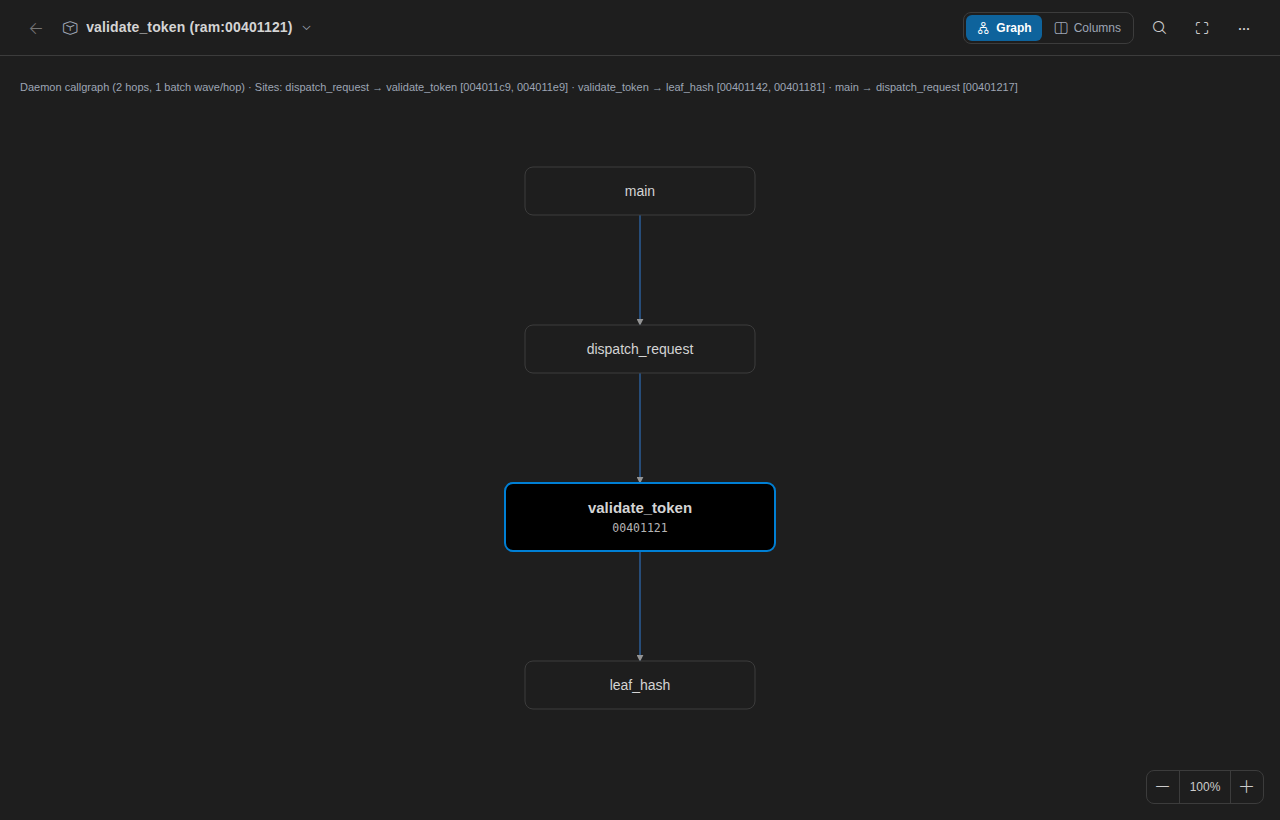 validate_token (ram:00401121)
Graph
Columns
Daemon callgraph (2 hops, 1 batch wave/hop) · Sites: dispatch_request → validate_token [004011c9, 004011e9] · validate_token → leaf_hash [00401142, 00401181] · main → dispatch_request [00401217]
main
dispatch_request
validate_token
00401121
leaf_hash
100%